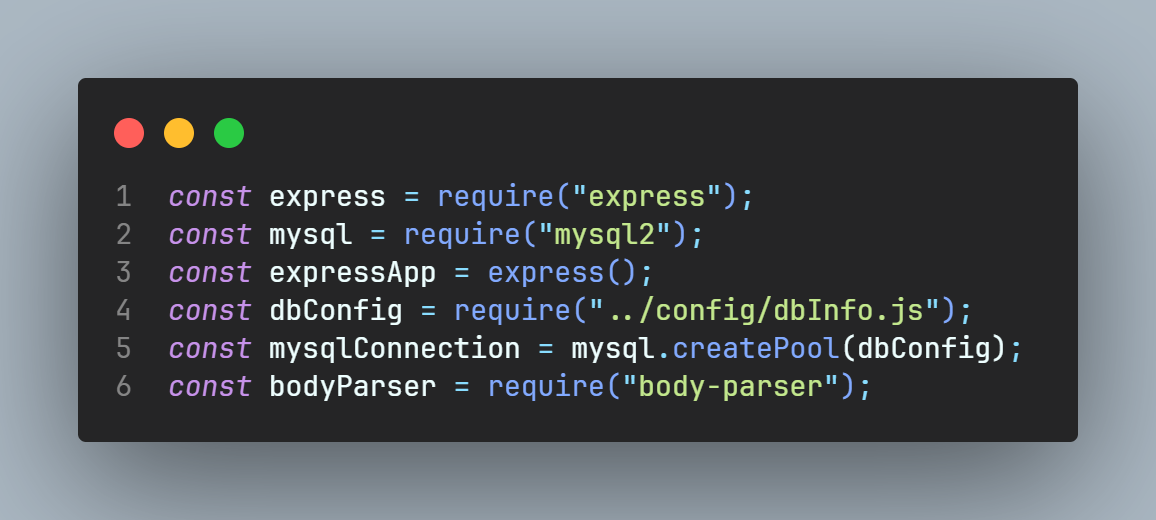 1 const express = require("express");
2 const mysql = require("mysql2");
3 const expressApp = express();
4 const dbConfig = require("../config/dbInfo.js");
5 const mysqlConnection = mysql.createPool(dbConfig);
6 const bodyParser = require("body-parser");